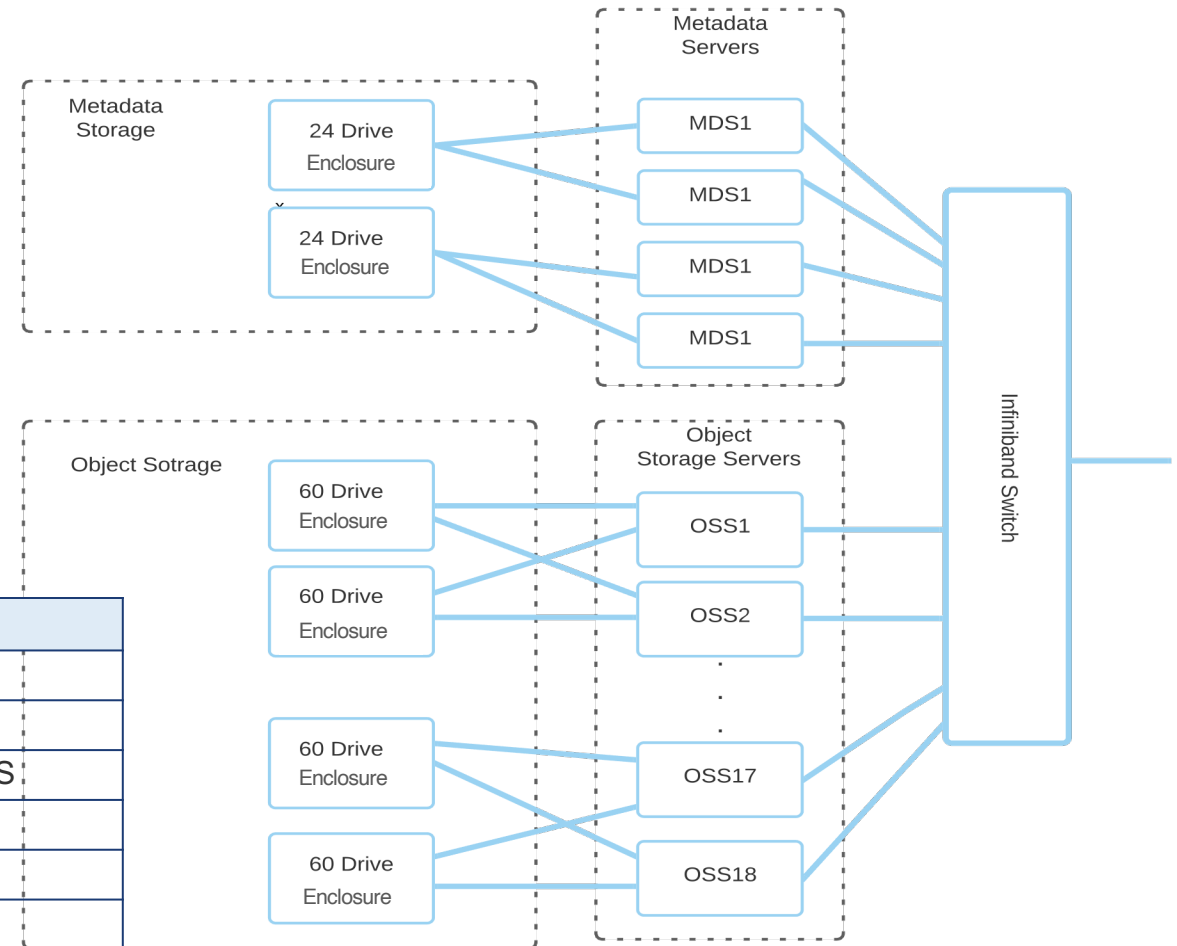 Metadata
Servers
Metadata
Storage
24 Drive
Enclosure
24 Drive
Enclosure
MDS1
MDS1
MDS1
MDS1
Infiniband Switch
Object Sotrage
60 Drive
Enclosure
60 Drive
Enclosure
60 Drive
Enclosure
60 Drive
Enclosure
Object
Storage Servers
OSS1
OSS2
.
.
.
OSS17
OSS18
S